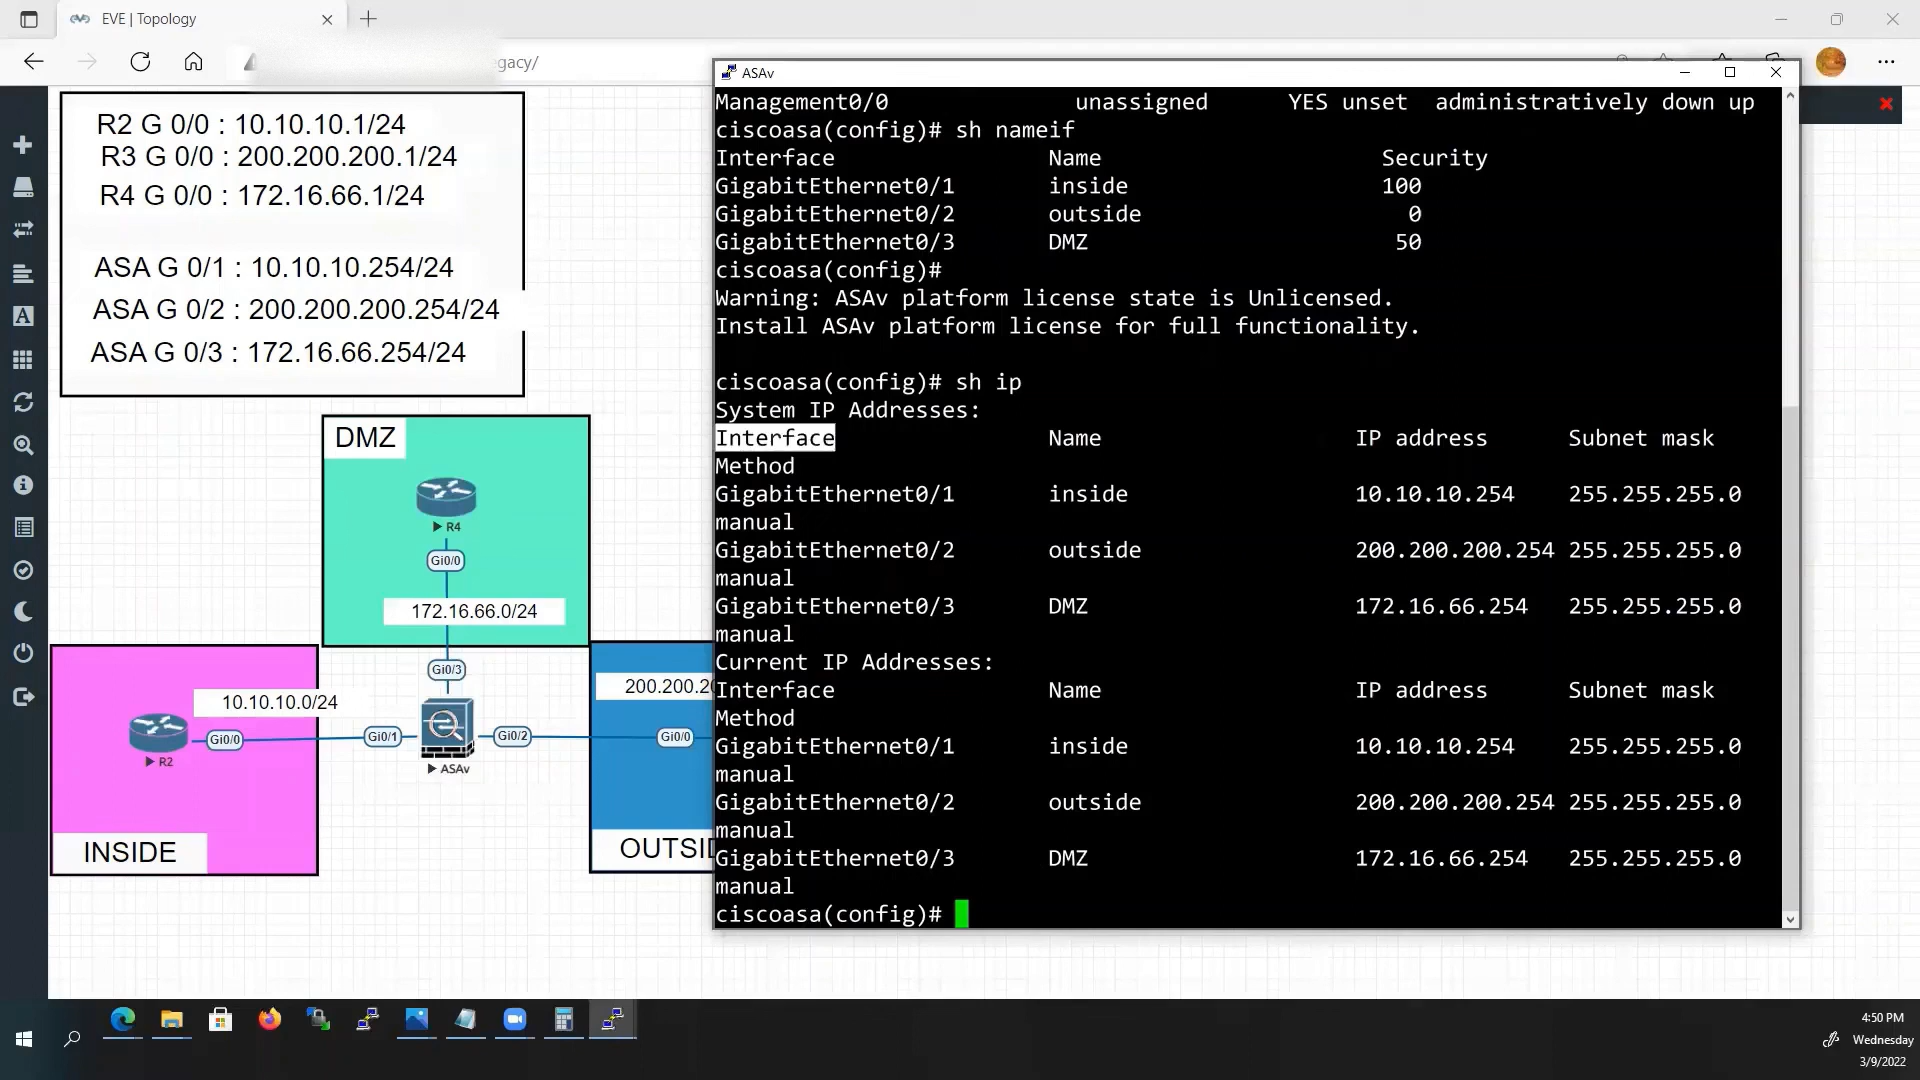 EVE | Topology
egacy/
R2 G 0/0 : 10.10.10.1/24
R3 G 0/0 : 200.200.200.1/24
R4 G 0/0 : 172.16.66.1/24
ASA G 0/1 : 10.10.10.254/24
ASA G 0/2 : 200.200.200.254/24
ASA G 0/3 : 172.16.66.254/24
DMZ
R4
Gi0/0
172.16.66.0/24
Gi0/3
10.10.10.0/24
R2
Gi0/0
Gi0/1
ASAv
Gi0/2
INSIDE
200.200.20
Gi0/0
OUTSID
ASAv
Management0/0 unassigned YES unset administratively down up
ciscoasa(config)# sh nameif
Interface Name Security
GigabitEthernet0/1 inside 100
GigabitEthernet0/2 outside 0
GigabitEthernet0/3 DMZ 50
ciscoasa(config)#
Warning: ASAv platform license state is Unlicensed.
Install ASAv platform license for full functionality.
ciscoasa(config)# sh ip
System IP Addresses:
Interface Name IP address Subnet mask
Method
GigabitEthernet0/1 inside 10.10.10.254 255.255.255.0
manual
GigabitEthernet0/2 outside 200.200.200.254 255.255.255.0
manual
GigabitEthernet0/3 DMZ 172.16.66.254 255.255.255.0
manual
Current IP Addresses:
Interface Name IP address Subnet mask
Method
GigabitEthernet0/1 inside 10.10.10.254 255.255.255.0
manual
GigabitEthernet0/2 outside 200.200.200.254 255.255.255.0
manual
GigabitEthernet0/3 DMZ 172.16.66.254 255.255.255.0
manual
ciscoasa(config)#
4:50 PM
Wednesday
3/9/2022